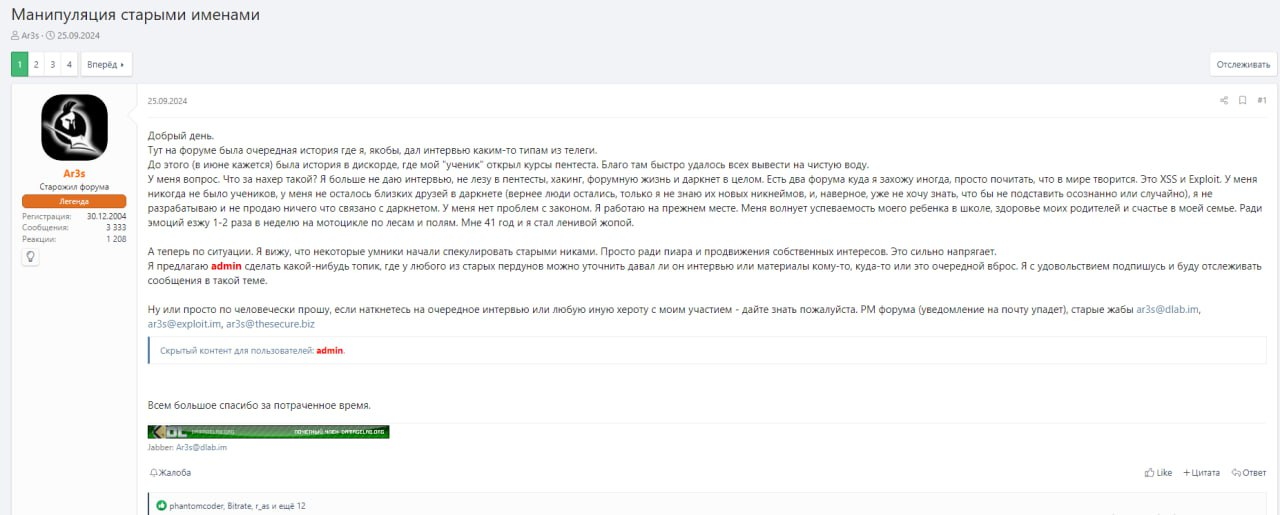 Манипуляция старыми именами
Ar3s · 25.09.2024
1 2 3 4 Вперёд
Отслеживать
25.09.2024
#1
Ar3s
Старожил форума
Легенда
Регистрация: 30.12.2004
Сообщения: 3 333
Реакции: 1 208
Добрый день.
Тут на форуме была очередная история где я, якобы, дал интервью каким-то типам из телеги.
До этого (в июне кажется) была история в дискорде, где мой "ученик" открыл курсы пентеста. Благо там быстро удалось всех вывести на чистую воду.
У меня вопрос. Что за нахер такой? Я больше не даю интервью, не лезу в пентесты, хакинг, форумную жизнь и даркнет в целом. Есть два форума куда я захожу иногда, просто почитать, что в мире творится. Это XSS и Exploit. У меня
никогда не было учеников, у меня не осталось близких друзей в даркнете (вернее люди остались, только я не знаю их новых никнеймов, и, наверное, уже не хочу знать, что бы не подставить осознанно или случайно), я не
разрабатываю и не продаю ничего что связано с даркнетом. У меня нет проблем с законом. Я работаю на прежнем месте. Меня волнует успеваемость моего ребенка в школе, здоровье моих родителей и счастье в моей семье. Ради
эмоций езжу 1-2 раза в неделю на мотоцикле по лесам и полям. Мне 41 год и я стал ленивой жопой.
А теперь по ситуации. Я вижу, что некоторые умники начали спекулировать старыми никами. Просто ради пиара и продвижения собственных интересов. Это сильно напрягает.
Я предлагаю admin сделать какой-нибудь топик, где у любого из старых пердунов можно уточнить давал ли он интервью или материалы кому-то, куда-то или это очередной вброс. Я с удовольствием подпишусь и буду отслеживать
сообщения в такой теме.
Ну или просто по человечески прошу, если наткнетесь на очередное интервью или любую иную хероту с моим участием - дайте знать пожалуйста. PM форума (уведомление на почту упадет), старые жабы ar3s@dlab.im,
ar3s@exploit.im, ar3s@thesecure.biz
Скрытый контент для пользователей: admin.
Всем большое спасибо за потраченное время.
DL DAMAGELAB.ORG ПОЧЕТНЫЙ ЧЛЕН DAMAGELAB.ORG
Jabber: Ar3s@dlab.im
Жалоба
Like +Цитата Ответ
phantomcoder, Bitrate, r_as и ещё 12